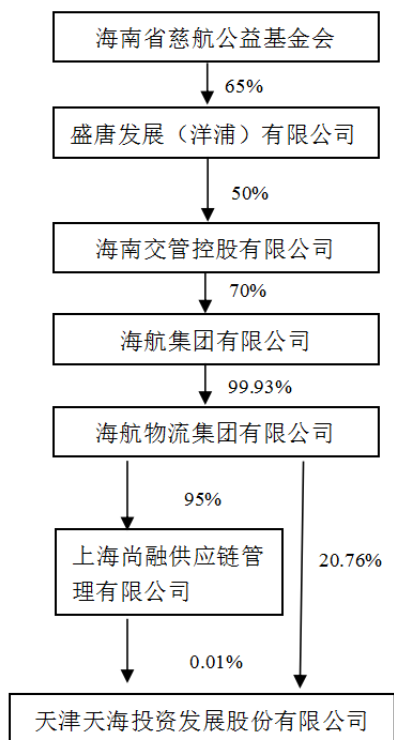 海南省慈航公益基金会
65%
盛唐发展（洋浦）有限公司
50%
海南交管控股有限公司
70%
海航集团有限公司
99.93%
海航物流集团有限公司
95%
上海尚融供应链管
理有限公司
20.76%
0.01%
天津天海投资发展股份有限公司